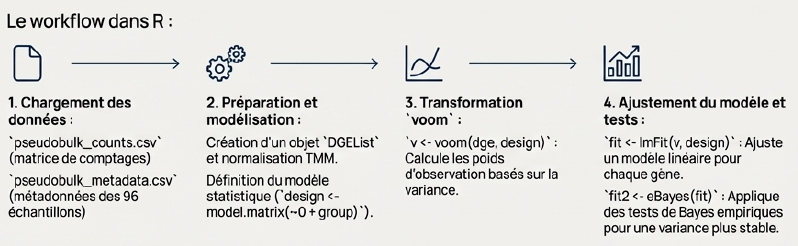 Le workflow dans R :
1. Chargement des
données :
`pseudobulk_counts.csv`
(matrice de comptages)
`pseudobulk_metadata.csv`
(métadonnées des 96
échantillons)
2. Préparation et
modélisation :
Création d'un objet `DGEList`
et normalisation TMM.
Définition du modèle
statistique (`design <-
model.matrix(~0 + group)`).
3. Transformation
`voom` :
`v <- voom(dge, design)` :
Calcule les poids
d'observation basés sur la
variance.
4. Ajustement du modèle et
tests :
`fit <- lmFit(v, design)` : Ajuste
un modèle linéaire pour
chaque gène.
`fit2 <- eBayes(fit)` : Applique
des tests de Bayes empiriques
pour une variance plus stable.